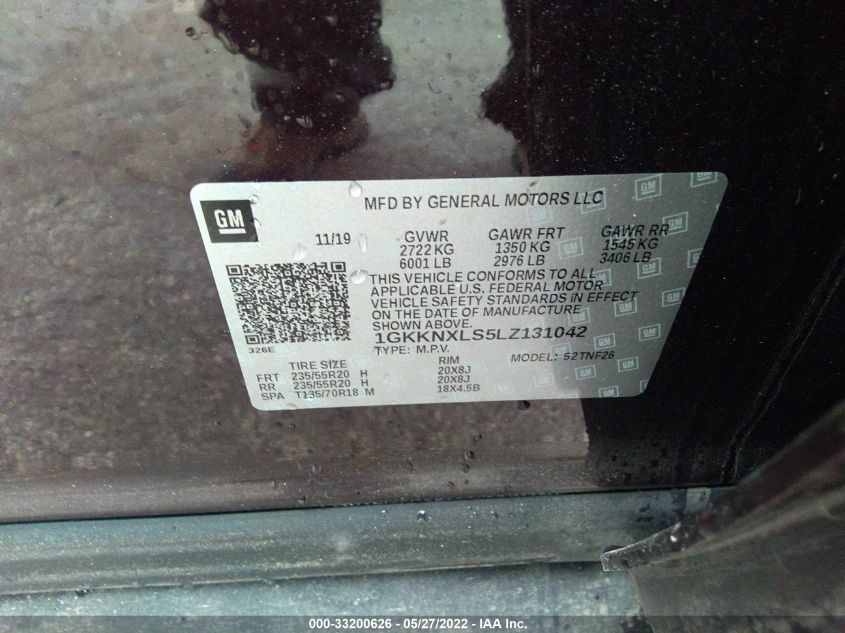 GM
MFD BY GENERAL MOTORS LLC
11/19 GVWR GAWR FRT GAWR RR
2722 KG 1350 KG 1545 KG
6001 LB 2976 LB 3406 LB
THIS VEHICLE CONFORMS TO ALL
APPLICABLE U.S. FEDERAL MOTOR
VEHICLE SAFETY STANDARDS IN EFFECT
ON THE DATE OF MANUFACTURE
SHOWN ABOVE.
1GKKNXLS5LZ131042
326E
TYPE: M.P.V. MODEL: 52TNF26
TIRE SIZE RIM
FRT 235/55R20 H 20X8J
RR 235/55R20 H 20X8J
SPA T135/70R18 M 18X4.5B
000-33200626 - 05/27/2022 - IAA Inc.